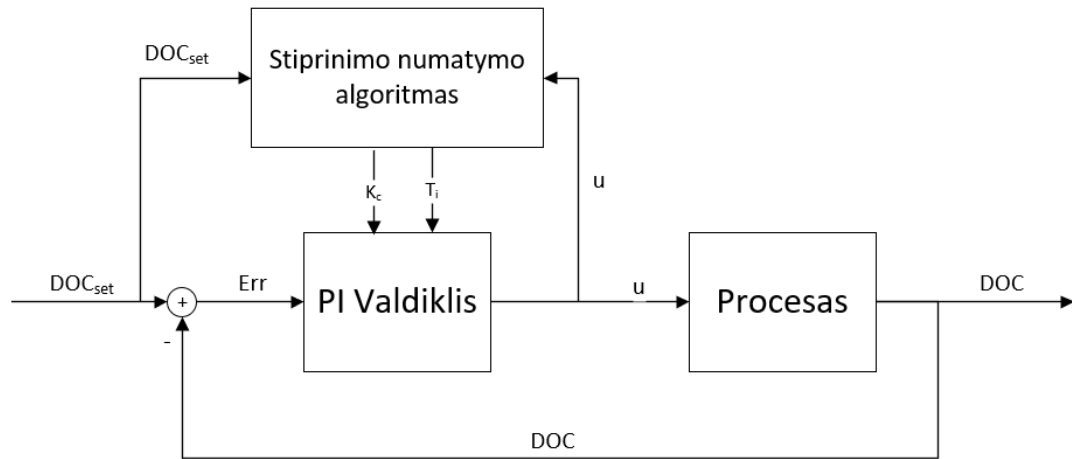 DOCset
Stiprinimo numatymo
algoritmas
Kc
Ti
u
DOCset
+
-
Err
PI Valdiklis
u
Procesas
DOC
DOC